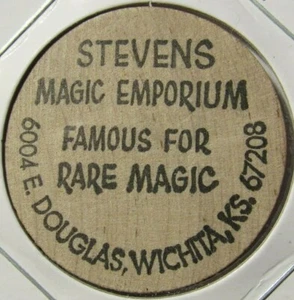 STEVENS
MAGIC EMPORIUM
FAMOUS FOR
RARE MAGIC
6004 E. DOUGLAS, WICHITA, KS. 67208